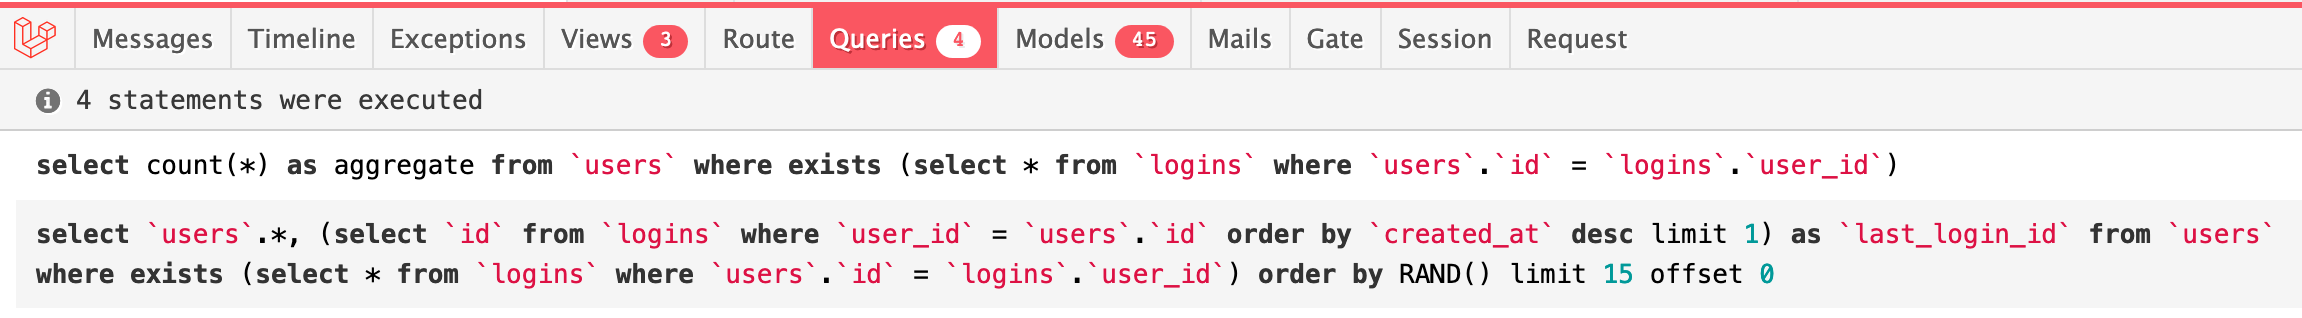 Messages Timeline Exceptions Views 3 Route Queries 4 Models 45 Mails Gate Session Request
4 statements were executed
select count(*) as aggregate from `users` where exists (select * from `logins` where `users`.`id` = `logins`.`user_id`)
select `users`.*, (select `id` from `logins` where `user_id` = `users`.`id` order by `created_at` desc limit 1) as `last_login_id` from `users`
where exists (select * from `logins` where `users`.`id` = `logins`.`user_id`) order by RAND() limit 15 offset 0